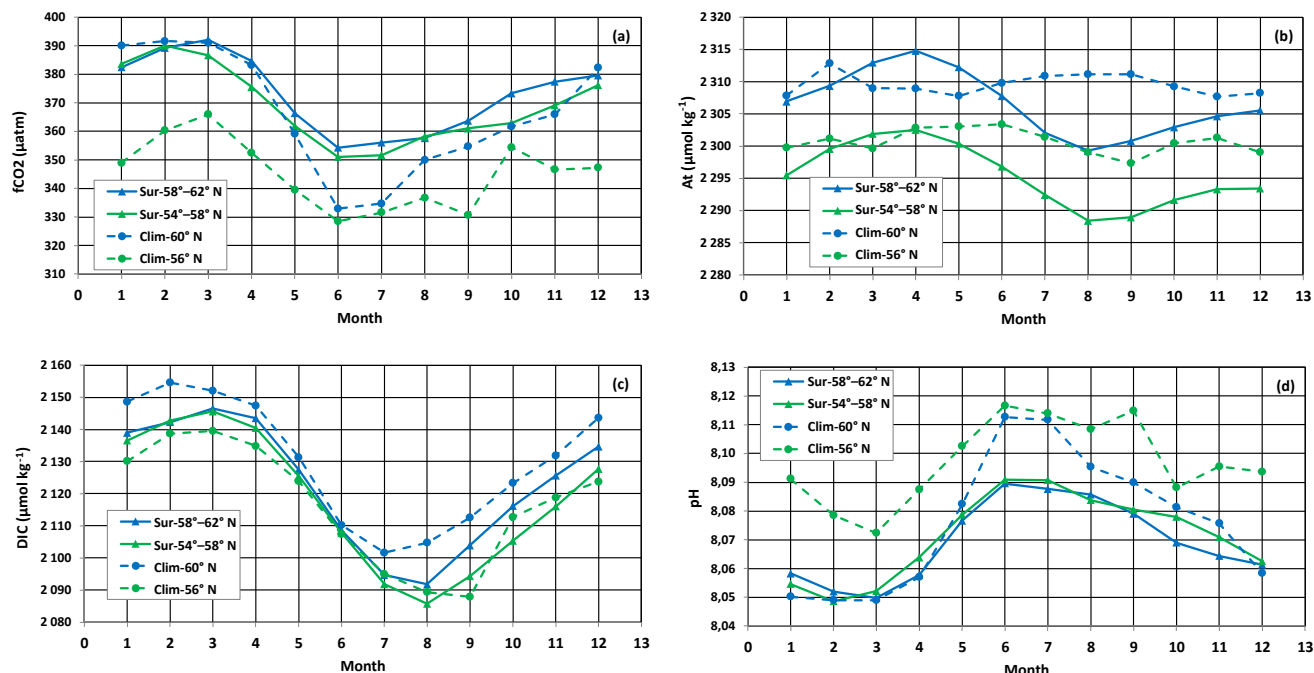 (a)
400
390
380
370
360
350
340
330
320
310
fCO2 (µatm)
Sur-58°–62° N
Sur-54°–58° N
Clim-60° N
Clim-56° N
0 1 2 3 4 5 6 7 8 9 10 11 12 13
Month
(b)
2 320
2 315
2 310
2 305
2 300
2 295
2 290
2 285
2 280
At (µmol kg⁻¹)
Sur-58°–62° N
Sur-54°–58° N
Clim-60° N
Clim-56° N
0 1 2 3 4 5 6 7 8 9 10 11 12 13
Month
(c)
2 160
2 150
2 140
2 130
2 120
2 110
2 100
2 090
2 080
DIC (µmol kg⁻¹)
Sur-58°–62° N
Sur-54°–58° N
Clim-60° N
Clim-56° N
0 1 2 3 4 5 6 7 8 9 10 11 12 13
Month
(d)
8,13
8,12
8,11
8,10
8,09
8,08
8,07
8,06
8,05
8,04
pH
Sur-58°–62° N
Sur-54°–58° N
Clim-60° N
Clim-56° N
0 1 2 3 4 5 6 7 8 9 10 11 12 13
Month